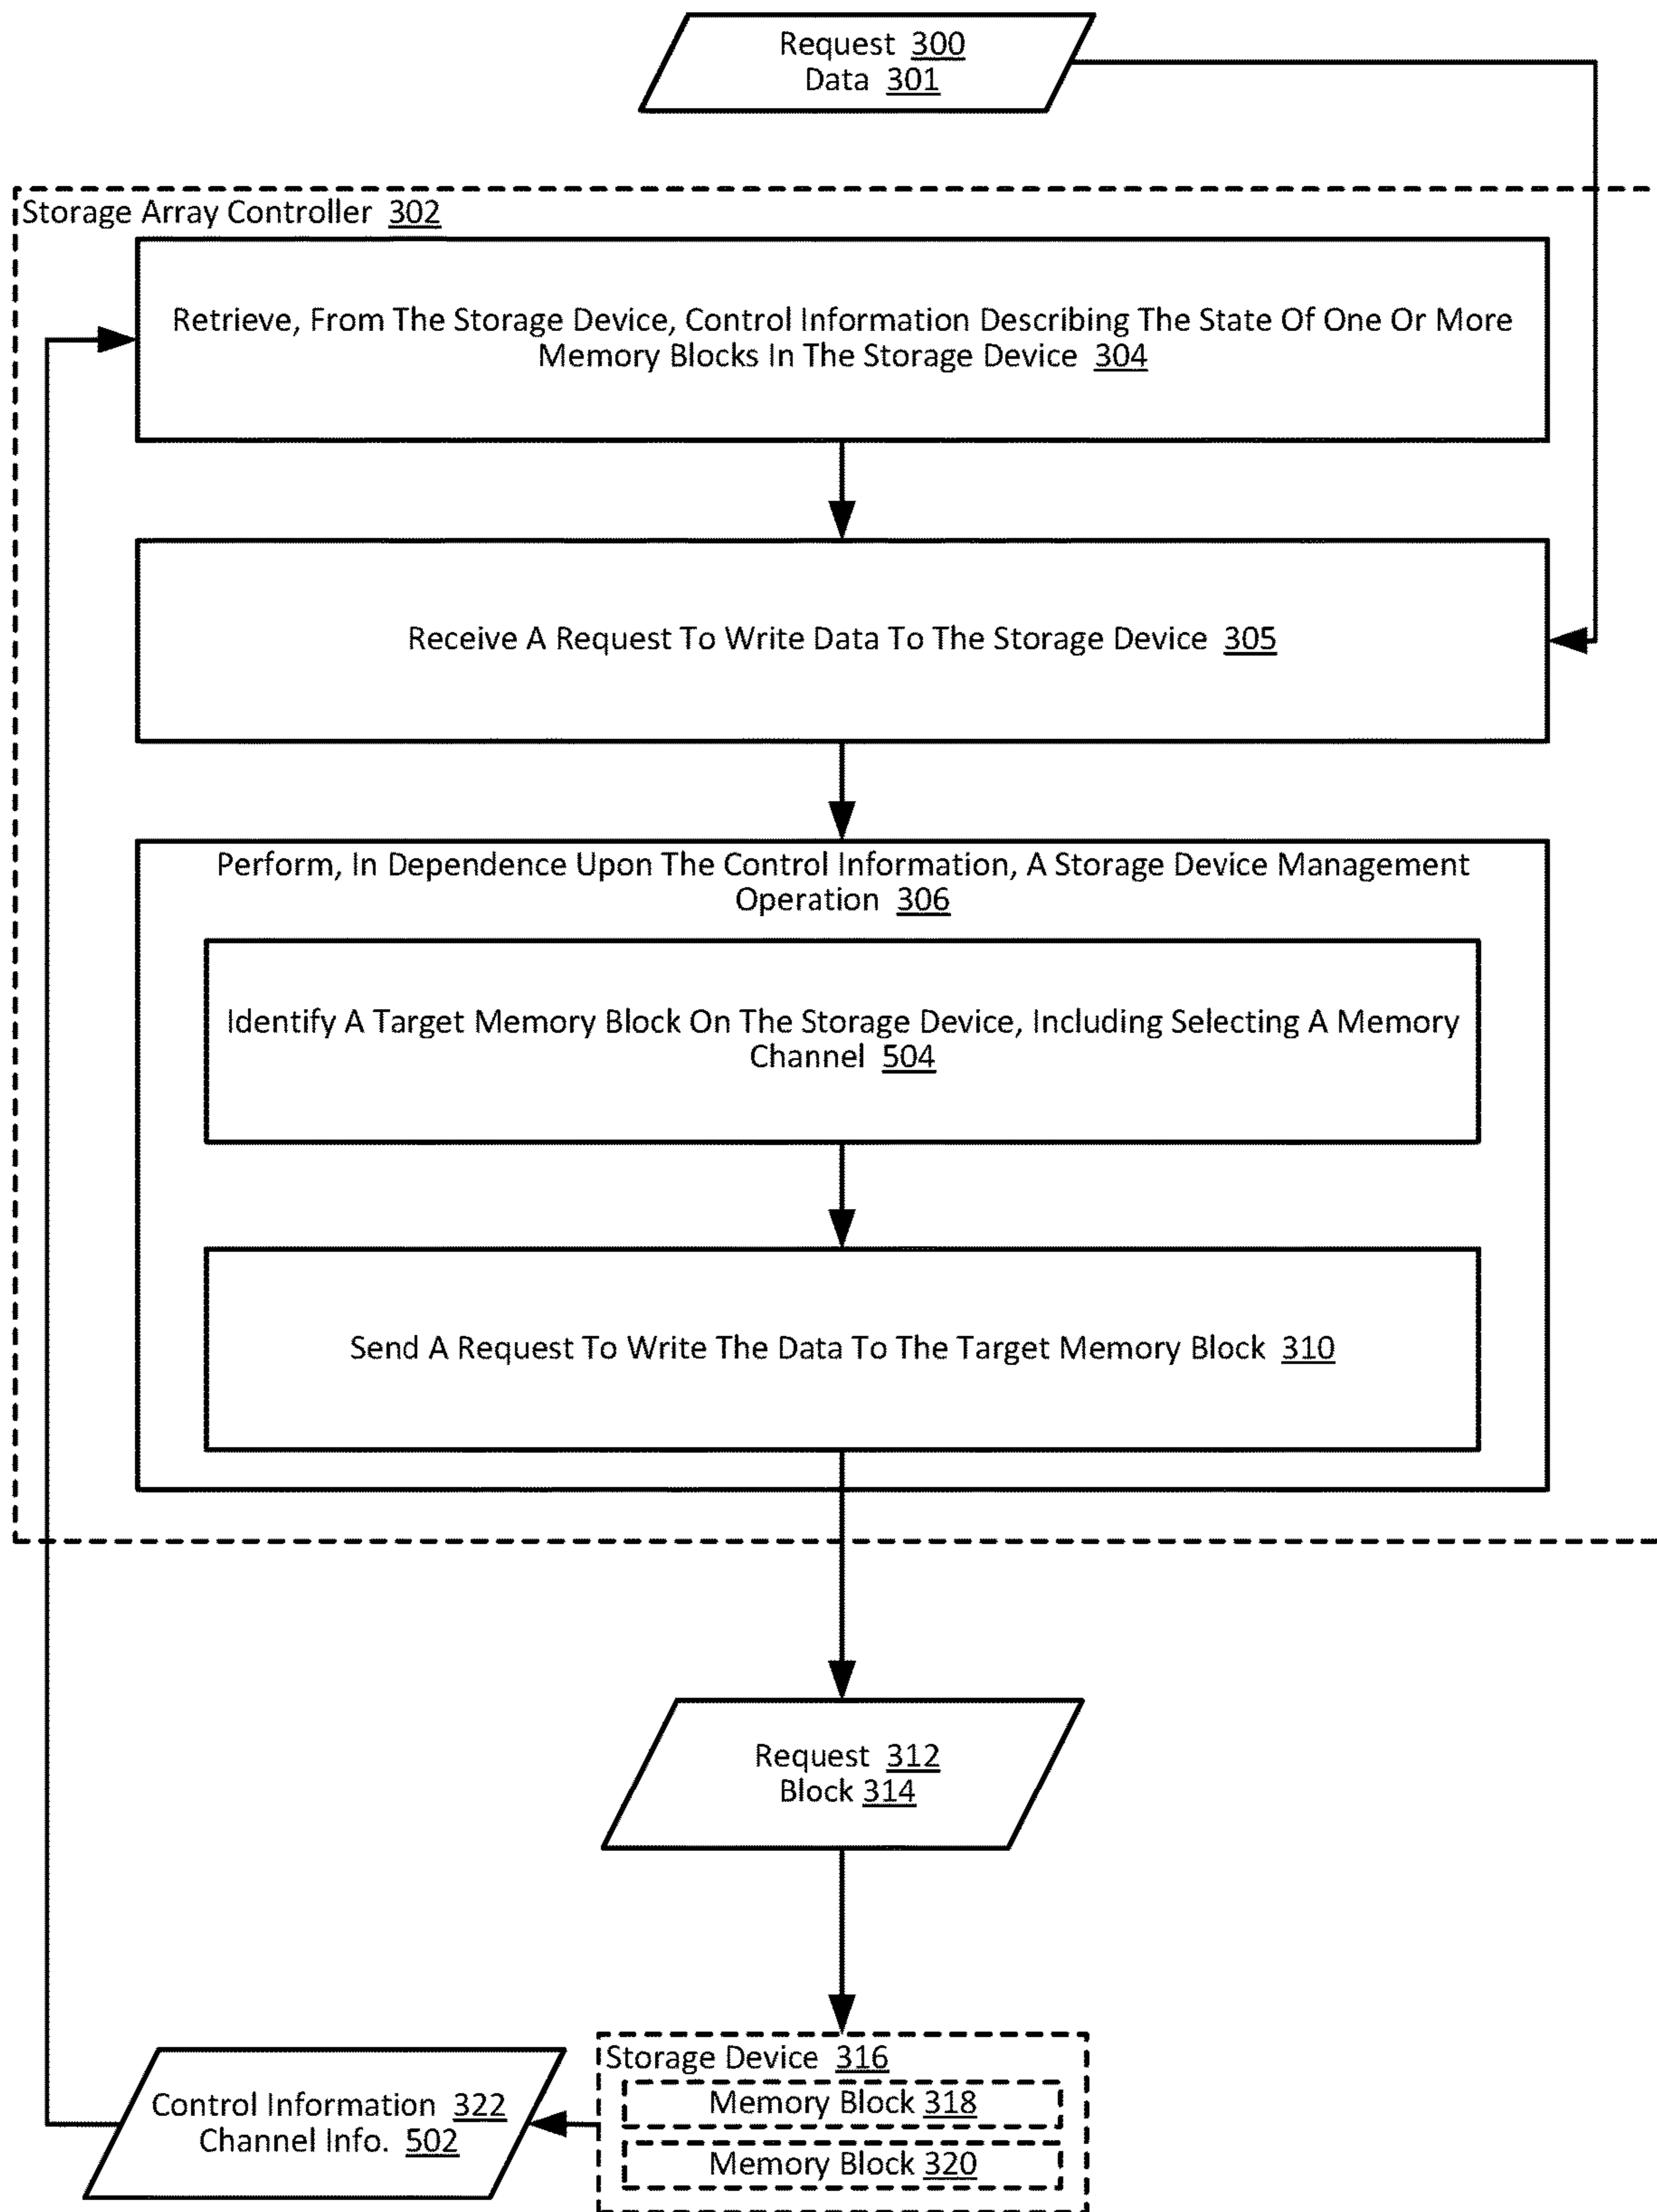 Request 300
Data 301
Storage Array Controller 302
Retrieve, From The Storage Device, Control Information Describing The State Of One Or More
Memory Blocks In The Storage Device 304
Receive A Request To Write Data To The Storage Device 305
Perform, In Dependence Upon The Control Information, A Storage Device Management
Operation 306
Identify A Target Memory Block On The Storage Device, Including Selecting A Memory
Channel 504
Send A Request To Write The Data To The Target Memory Block 310
Request 312
Block 314
Storage Device 316
Memory Block 318
Memory Block 320
Control Information 322
Channel Info. 502